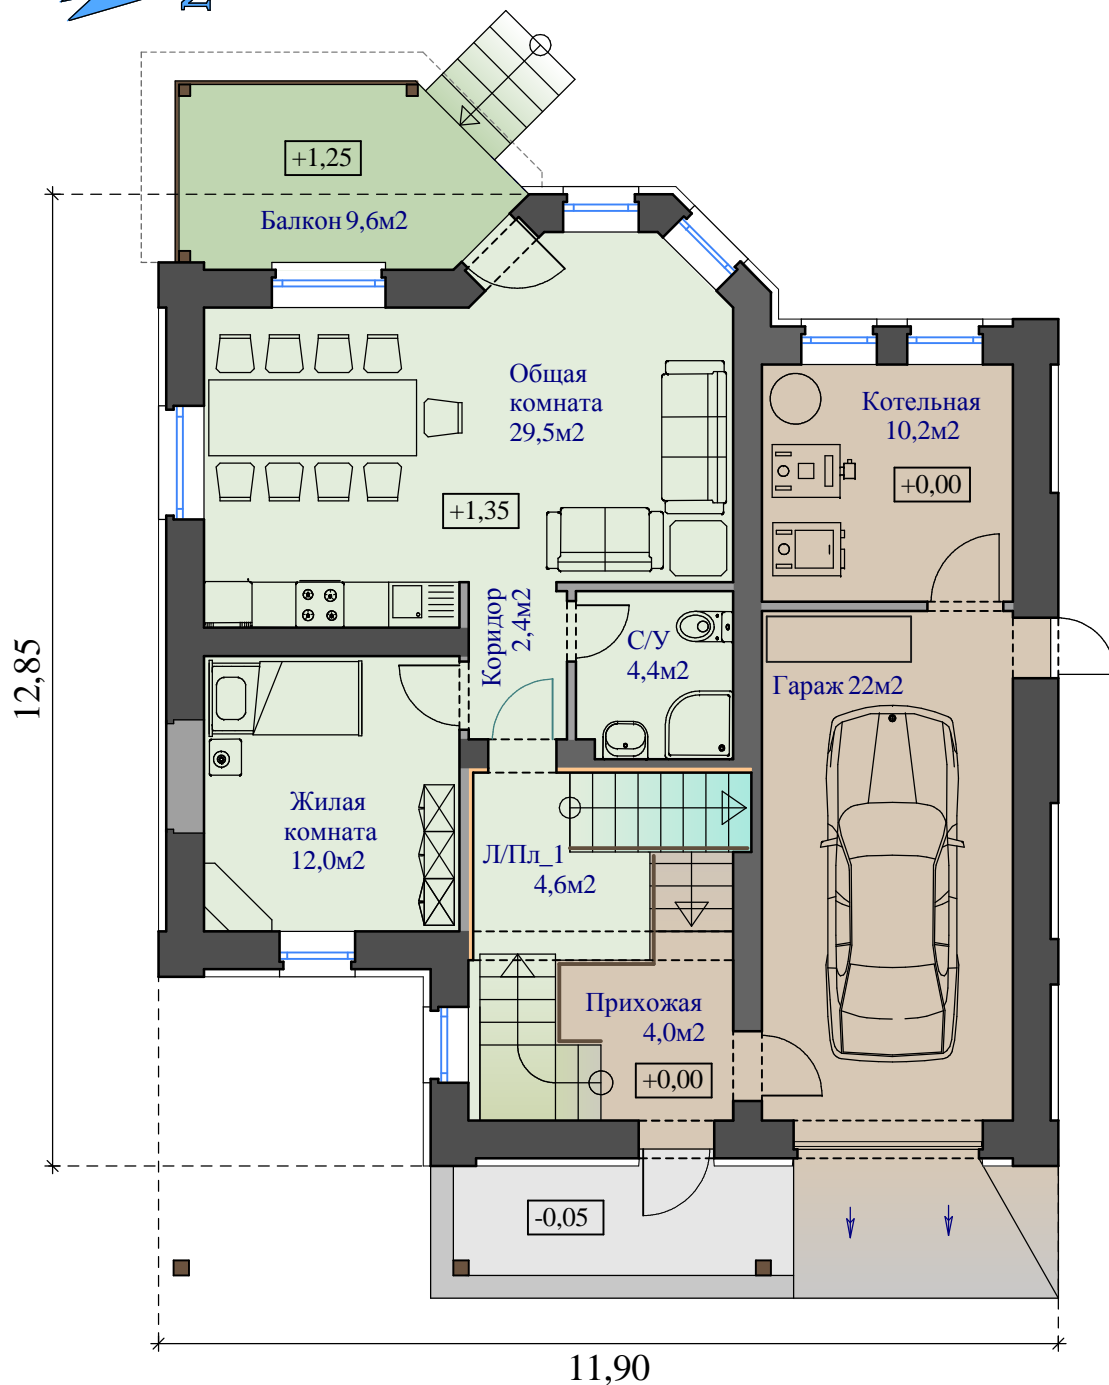 +1,25
Балкон 9,6м2
Общая
комната
29,5м2
Котельная
10,2м2
+0,00
+1,35
Коридор
2,4м2
С/У
4,4м2
Гараж 22м2
12,85
Жилая
комната
12,0м2
Л/Пл_1
4,6м2
Прихожая
4,0м2
+0,00
-0,05
11,90